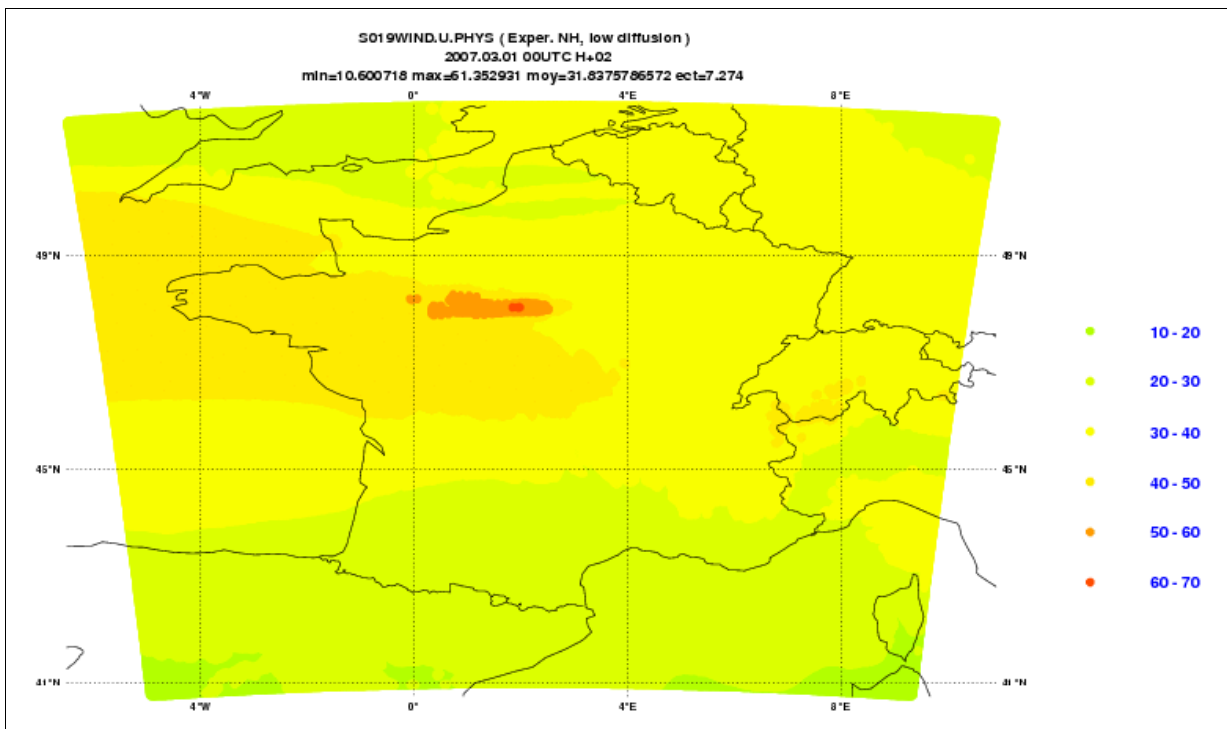 S019WIND.U.PHYS ( Exper. NH, low diffusion )
2007.03.01 00UTC H+02
min=10.600718 max=61.352931 moy=31.8375786572 ect=7.274
4°W 0° 4°E 8°E
49°N 49°N
45°N 45°N
41°N 41°N
4°W 0° 4°E 8°E
10 - 20
20 - 30
30 - 40
40 - 50
50 - 60
60 - 70